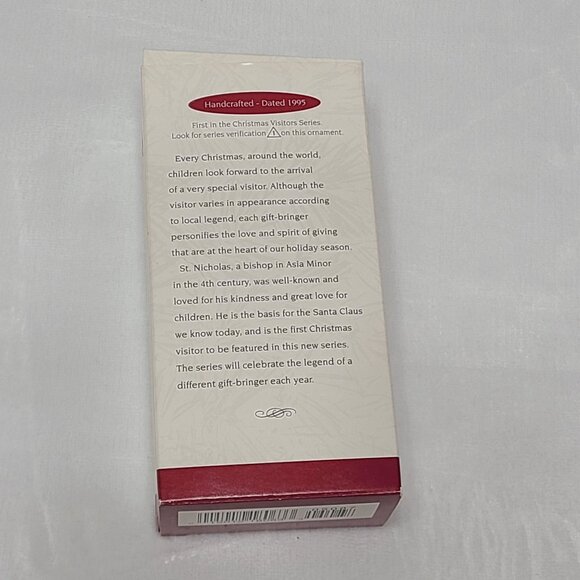 Handcrafted - Dated 1995
First in the Christmas Visitors Series.
Look for series verification 1 on this ornament.
Every Christmas, around the world,
children look forward to the arrival
of a very special visitor. Although the
visitor varies in appearance according
to local legend, each gift-bringer
personifies the love and spirit of giving
that are at the heart of our holiday season.
St. Nicholas, a bishop in Asia Minor
in the 4th century, was well-known and
loved for his kindness and great love for
children. He is the basis for the Santa Claus
we know today, and is the first Christmas
visitor to be featured in this new series.
The series will celebrate the legend of a
different gift-bringer each year.